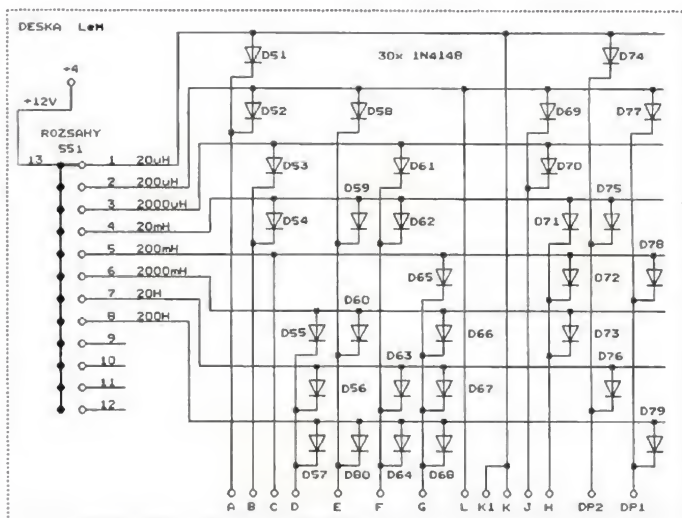 DESKA LØM
+4
+12V
ROZSAHY
S51
13
1 20uH
2 200uH
3 2000uH
4 20mH
5 200mH
6 2000mH
7 20H
8 200H
9
10
11
12
30x 1N4148
D51
D74
D52
D58
D69
D77
D53
D61
D70
D54
D59
D62
D71
D75
D65
D72
D78
D60
D55
D66
D73
D63
D76
D56
D67
D79
D57
D80
D64
D68
A B C D E F G L K1 K J H DP2 DP1